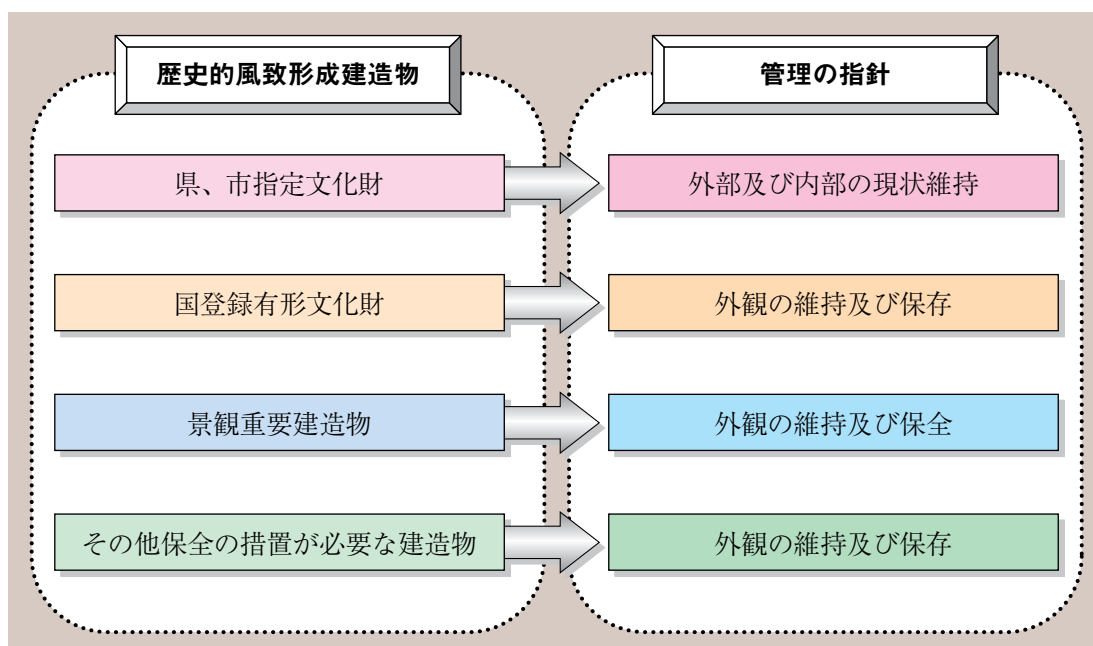 歴史的風致形成建造物
管理の指針
県、市指定文化財
外部及び内部の現状維持
国登録有形文化財
外観の維持及び保存
景観重要建造物
外観の維持及び保全
その他保全の措置が必要な建造物
外観の維持及び保存